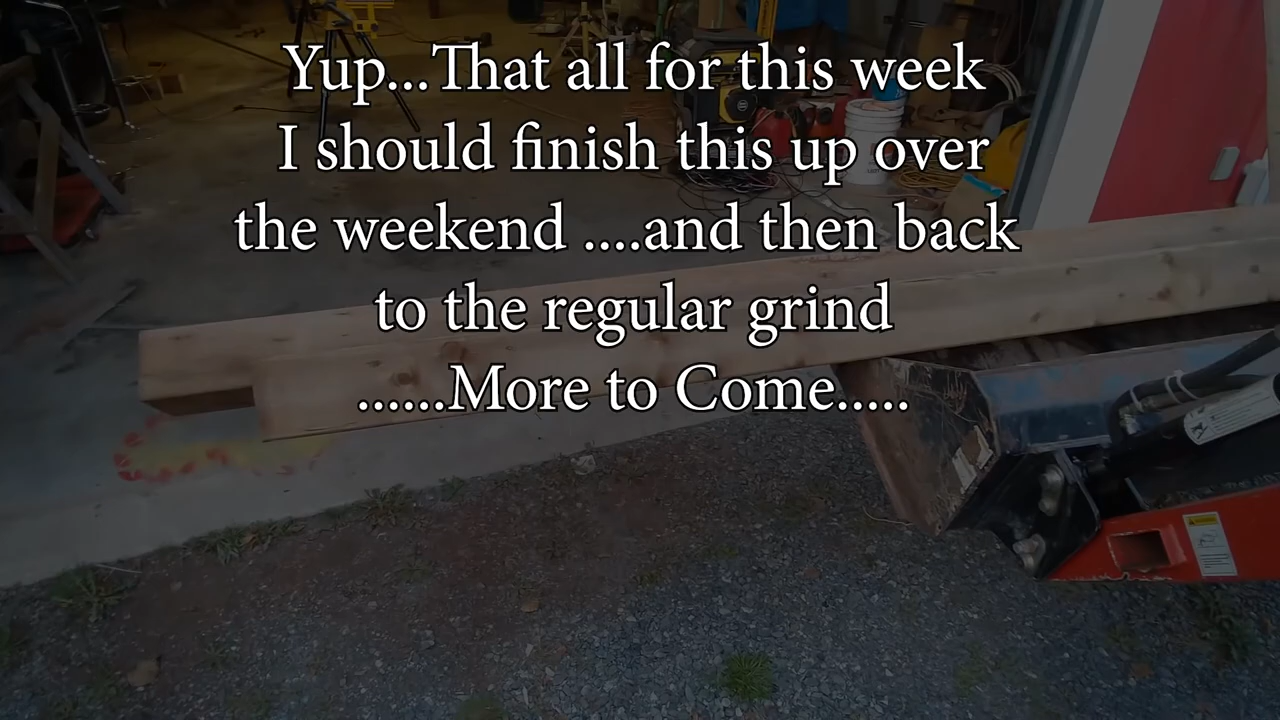 Yup...That all for this week
I should finish this up over
the weekend ....and then back
to the regular grind
......More to Come.....